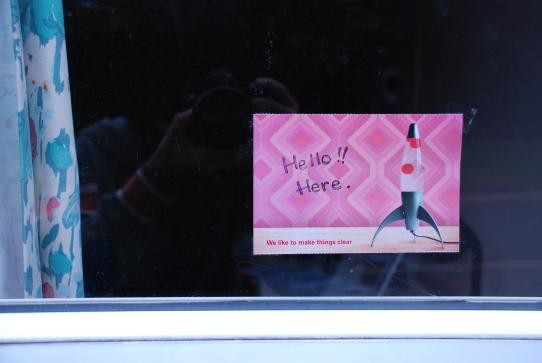 Hello!!
Here.
We like to make things clear